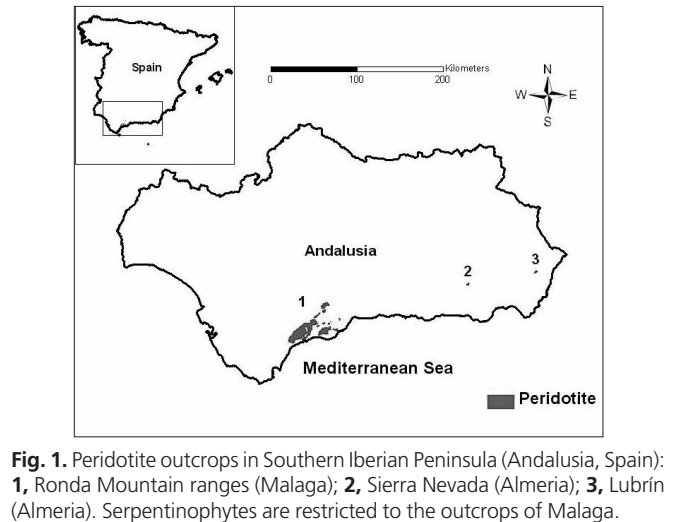 Spain
Kilometers
0 100 200
N
W E
S
Andalusia
1
2
3
Mediterranean Sea
Peridotite
Fig. 1. Peridotite outcrops in Southern Iberian Peninsula (Andalusia, Spain):
1, Ronda Mountain ranges (Malaga); 2, Sierra Nevada (Almeria); 3, Lubrín
(Almeria). Serpentinophytes are restricted to the outcrops of Malaga.